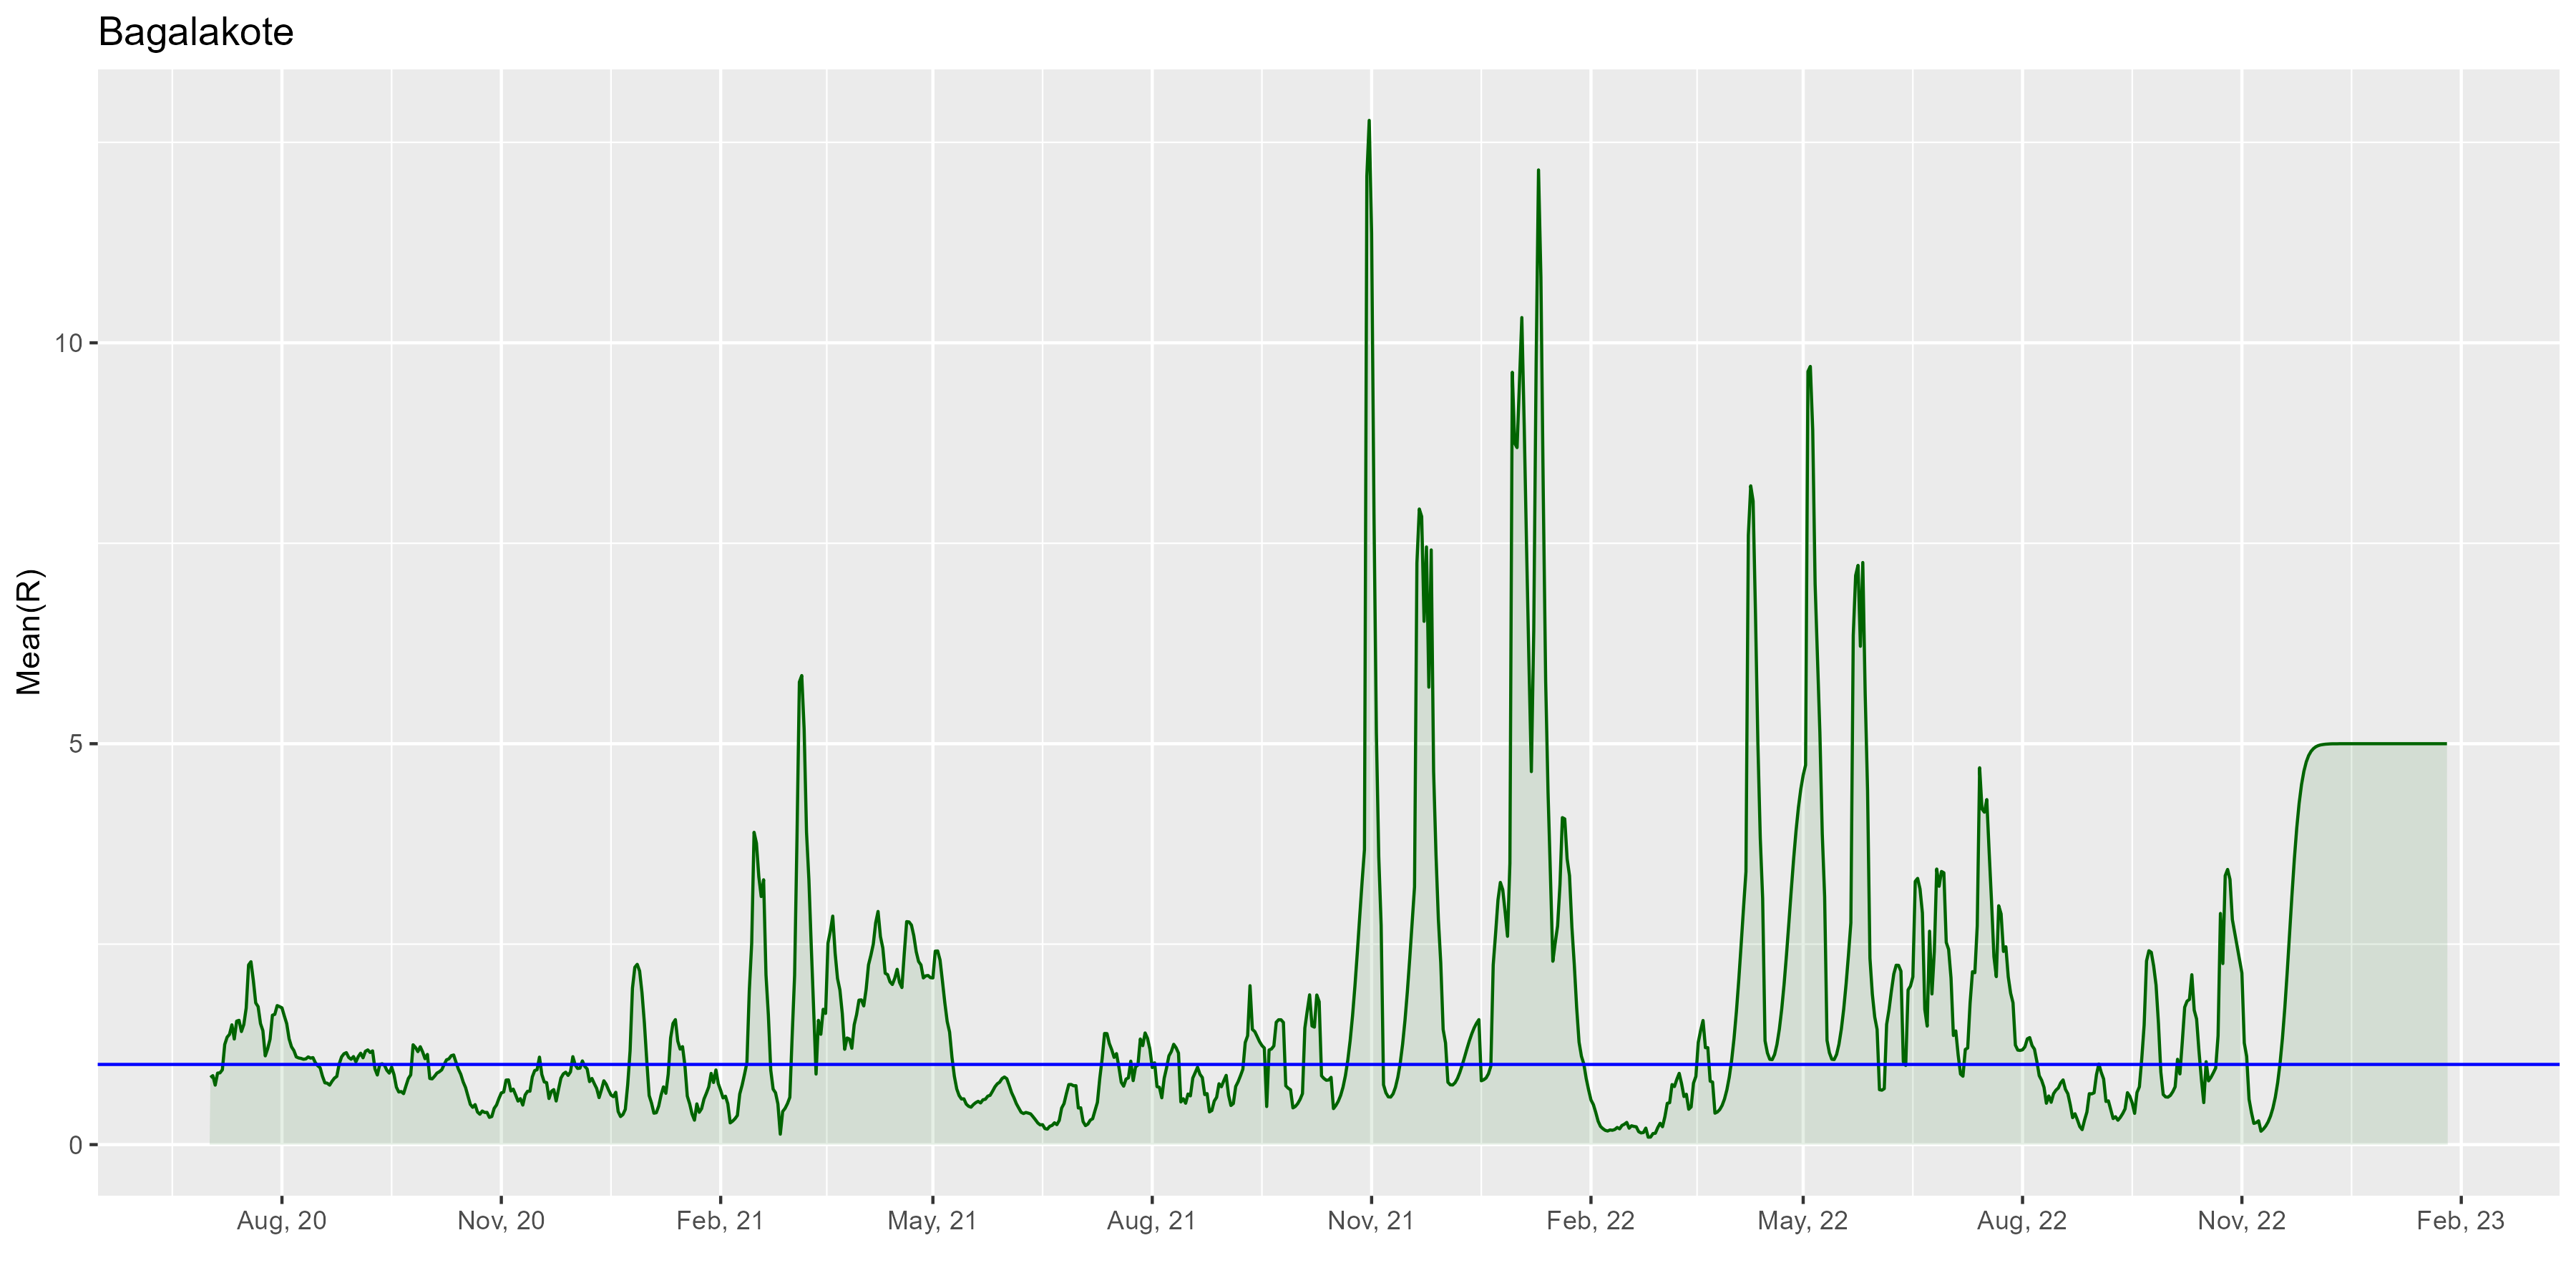 Bagalakote
Mean(R)
10
5
0
Aug, 20 Nov, 20 Feb, 21 May, 21 Aug, 21 Nov, 21 Feb, 22 May, 22 Aug, 22 Nov, 22 Feb, 23